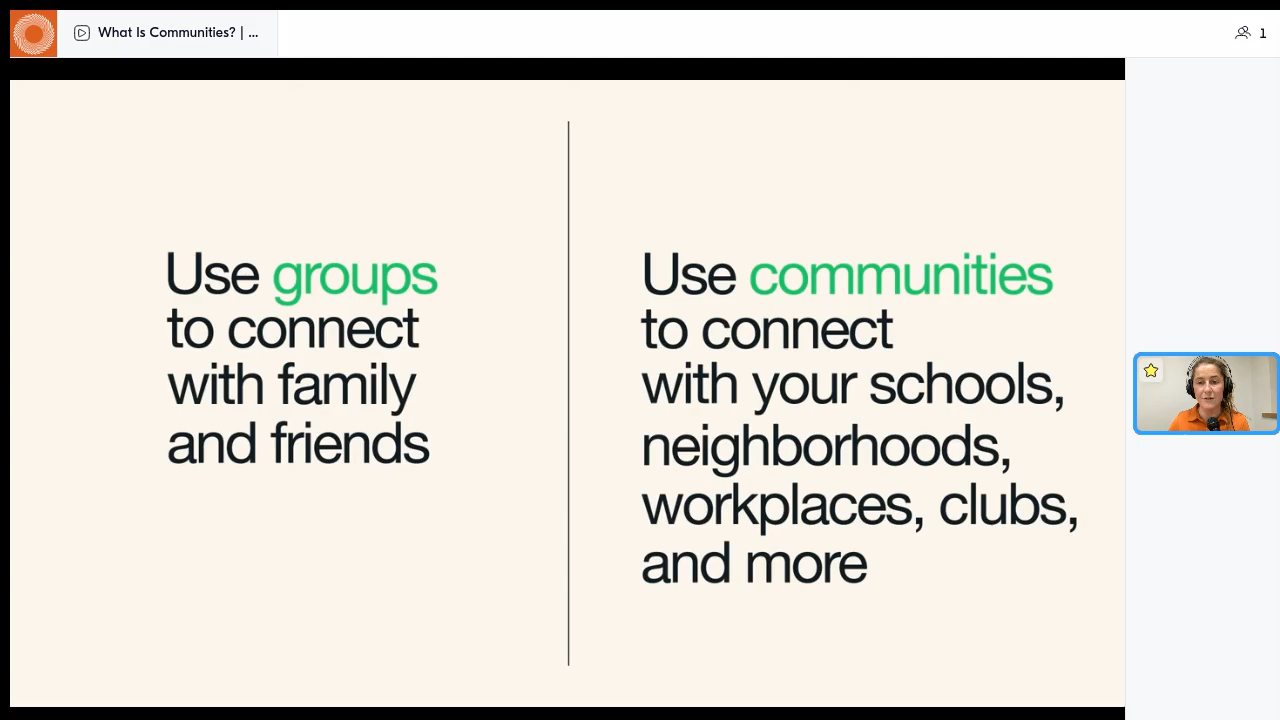 What Is Communities? | ...
1
Use groups
to connect
with family
and friends
Use communities
to connect
with your schools,
neighborhoods,
workplaces, clubs,
and more